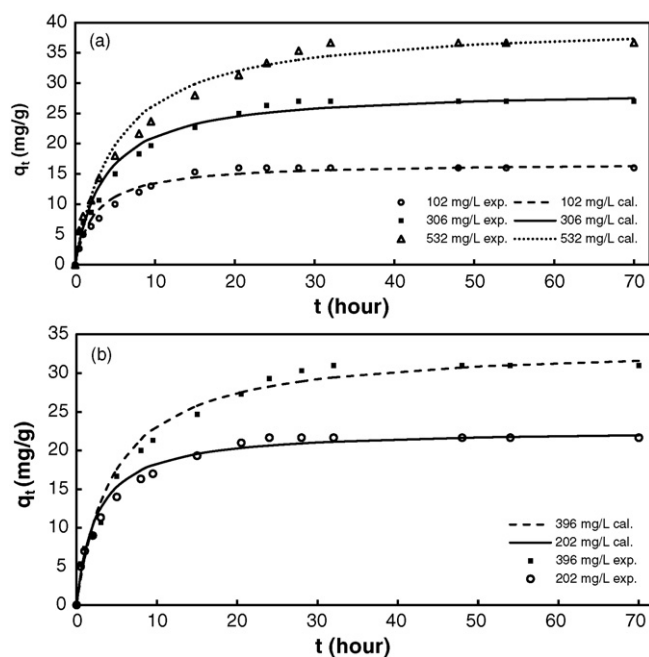 (a)
40
35
30
25
20
15
10
5
0
qt (mg/g)
102 mg/L exp.
102 mg/L cal.
306 mg/L exp.
306 mg/L cal.
532 mg/L exp.
532 mg/L cal.
0 10 20 30 40 50 60 70
t (hour)
(b)
35
30
25
20
15
10
5
0
qt (mg/g)
396 mg/L cal.
202 mg/L cal.
396 mg/L exp.
202 mg/L exp.
0 10 20 30 40 50 60 70
t (hour)